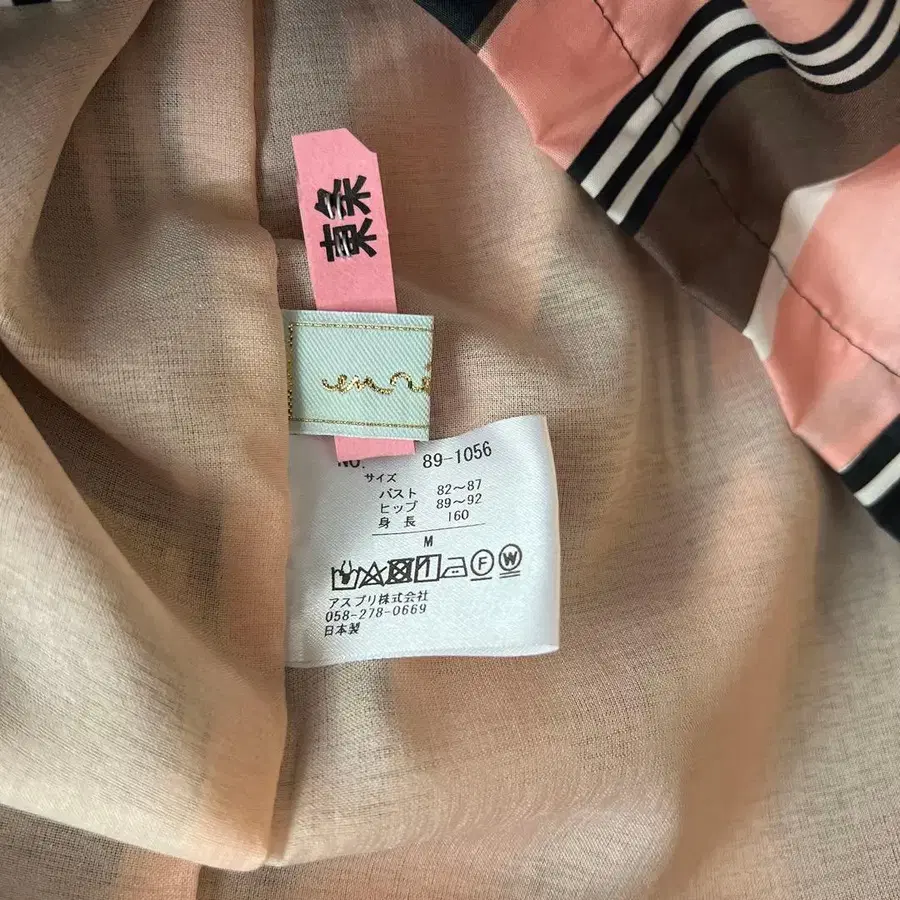 東条
en
NO. 89-1056
サイズ
バスト 82～87
ヒップ 89～92
身長 160
M
F W
アスプリ株式会社
058-278-0669
日本製